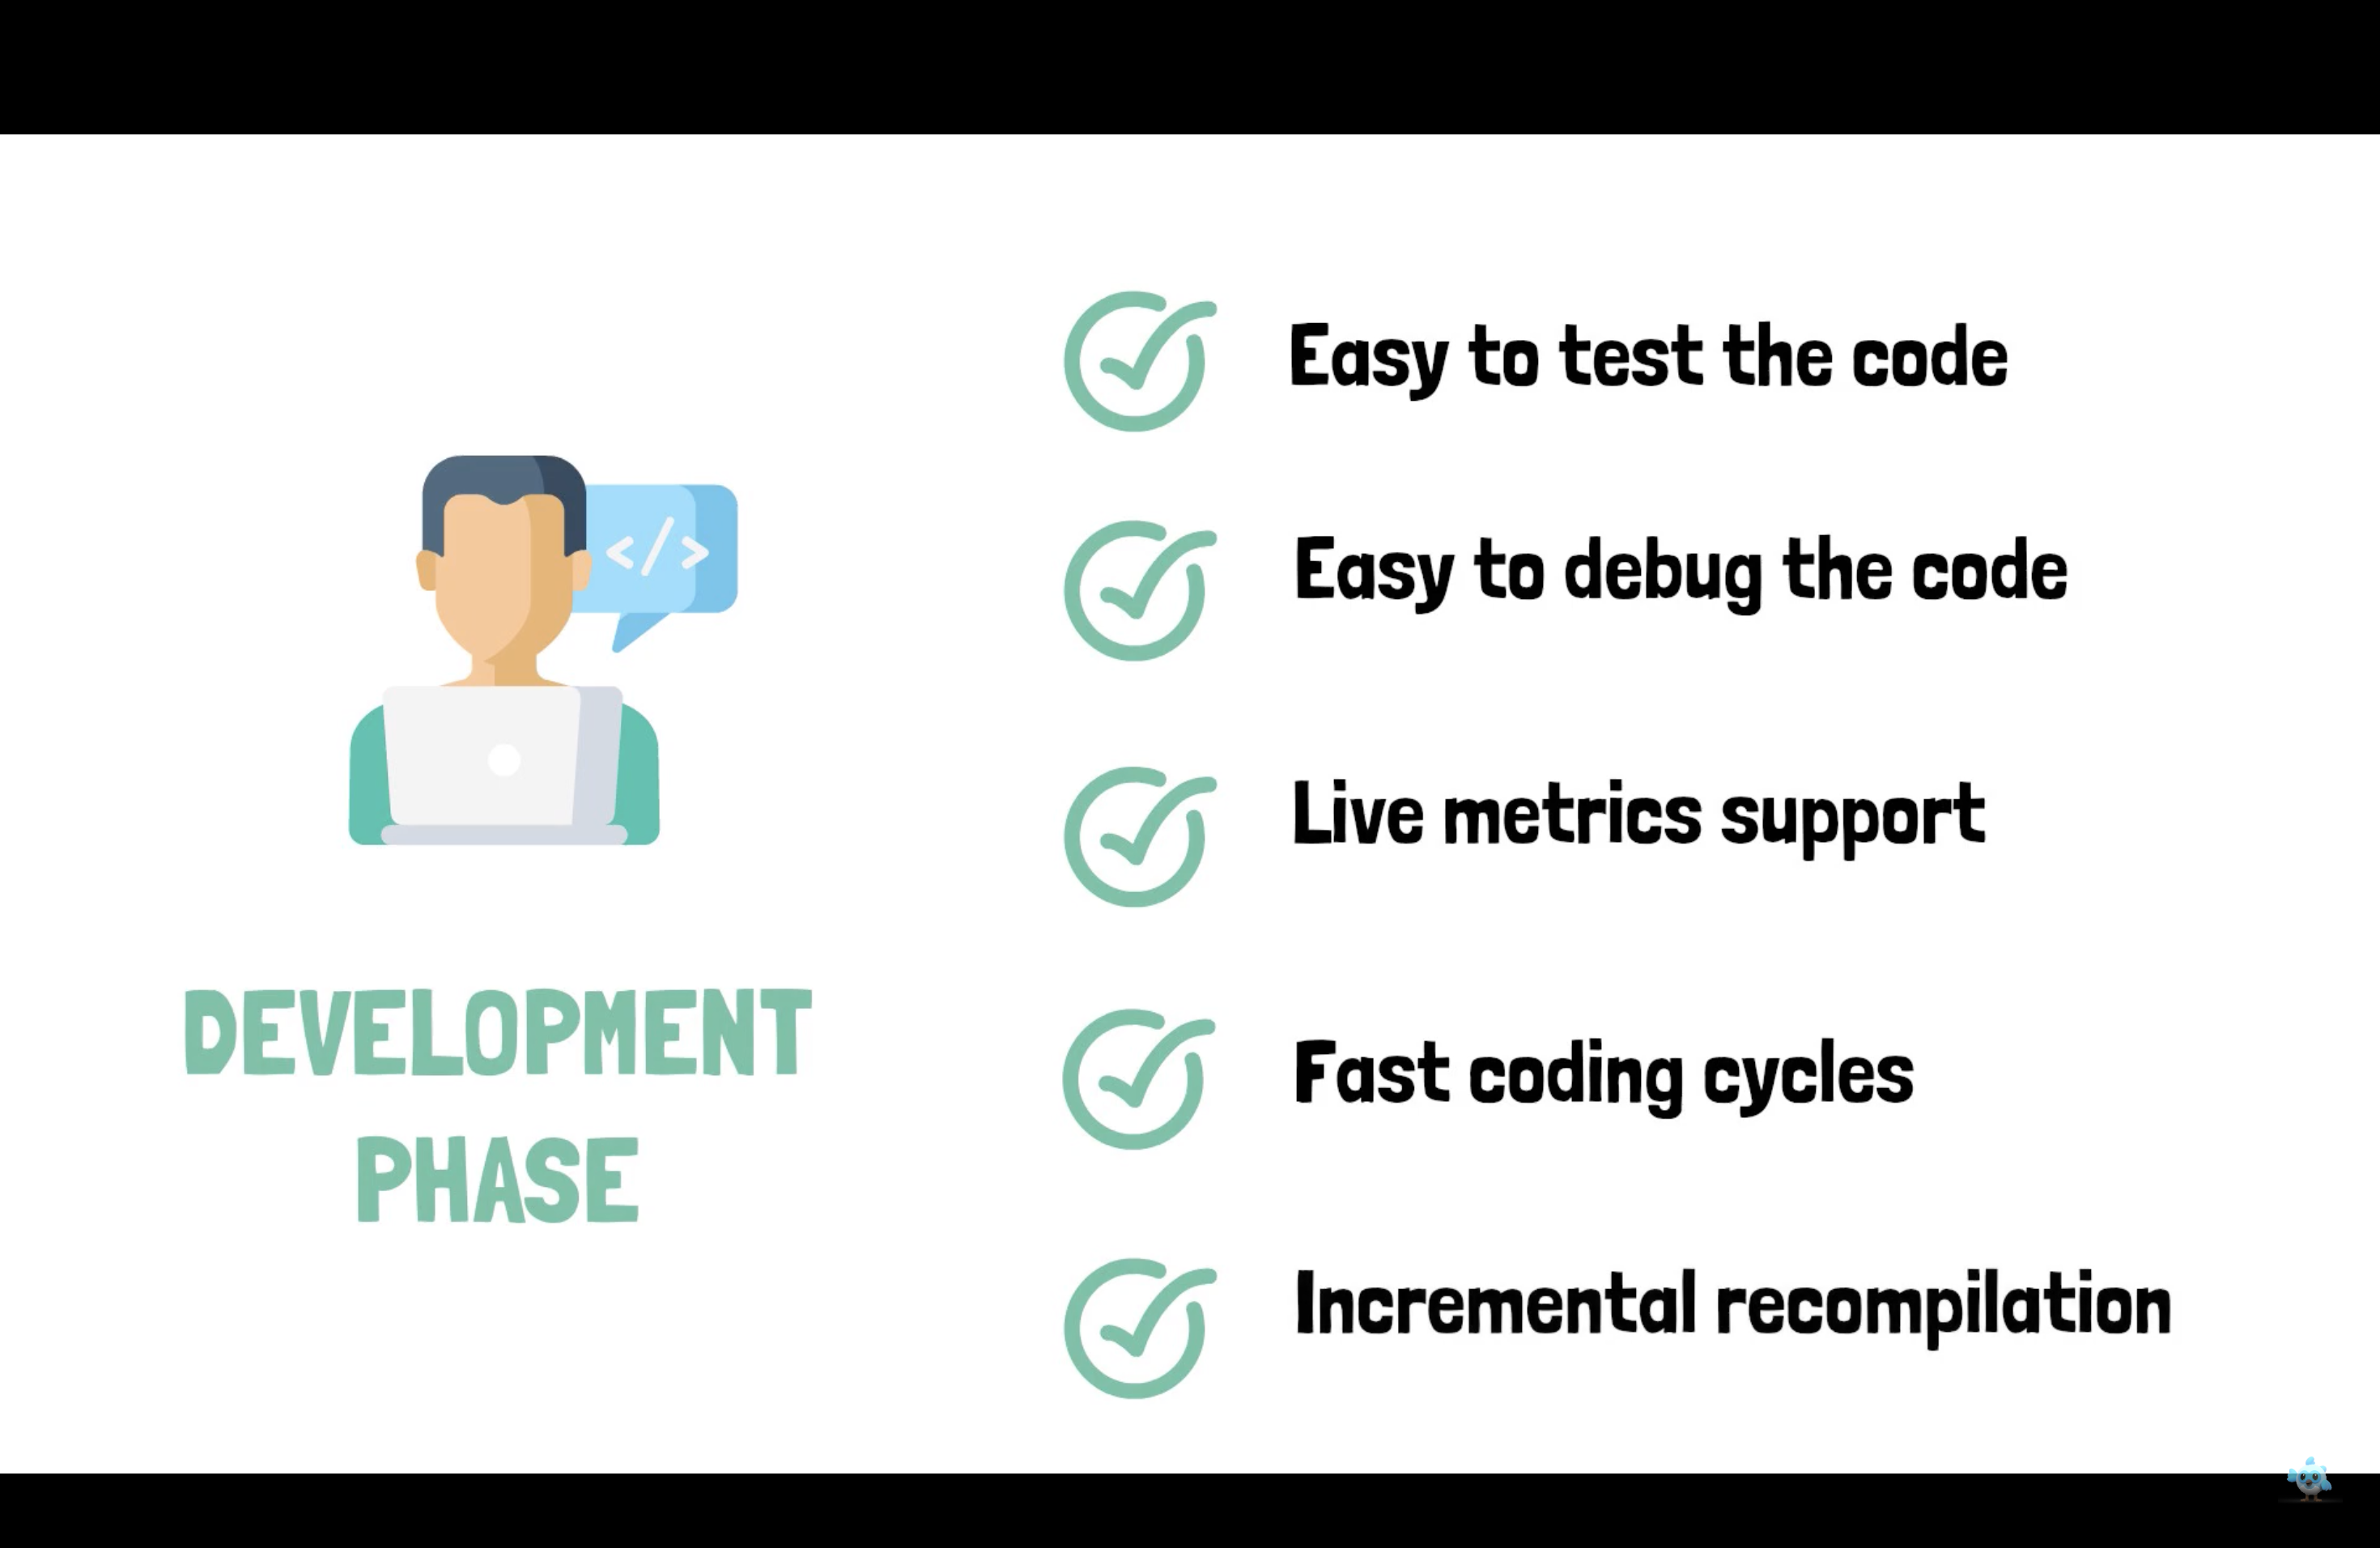 Easy to test the code
Easy to debug the code
</>
Live metrics support
DEVELOPMENT
PHASE
Fast coding cycles
Incremental recompilation